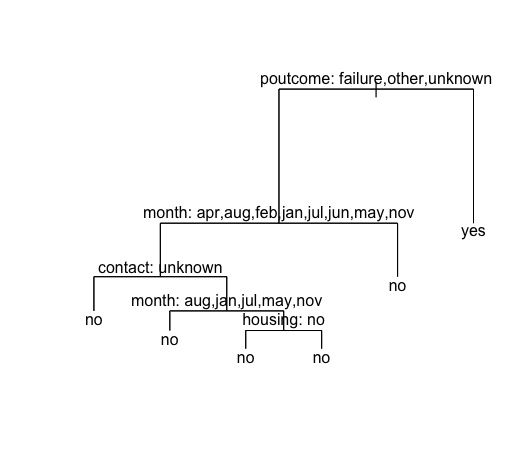 poutcome: failure,other,unknown
month: apr,aug,feb,jan,jul,jun,may,nov
yes
contact: unknown
no
month: aug,jan,jul,may,nov
no
housing: no
no
no
no